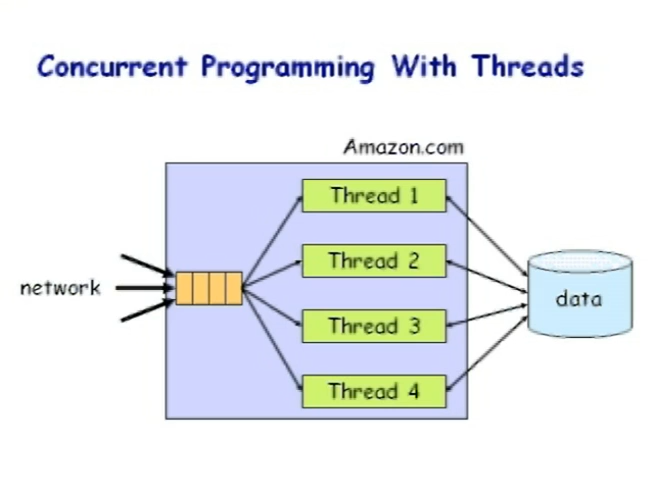 Concurrent Programming With Threads
Amazon.com
Thread 1
Thread 2
network
data
Thread 3
Thread 4